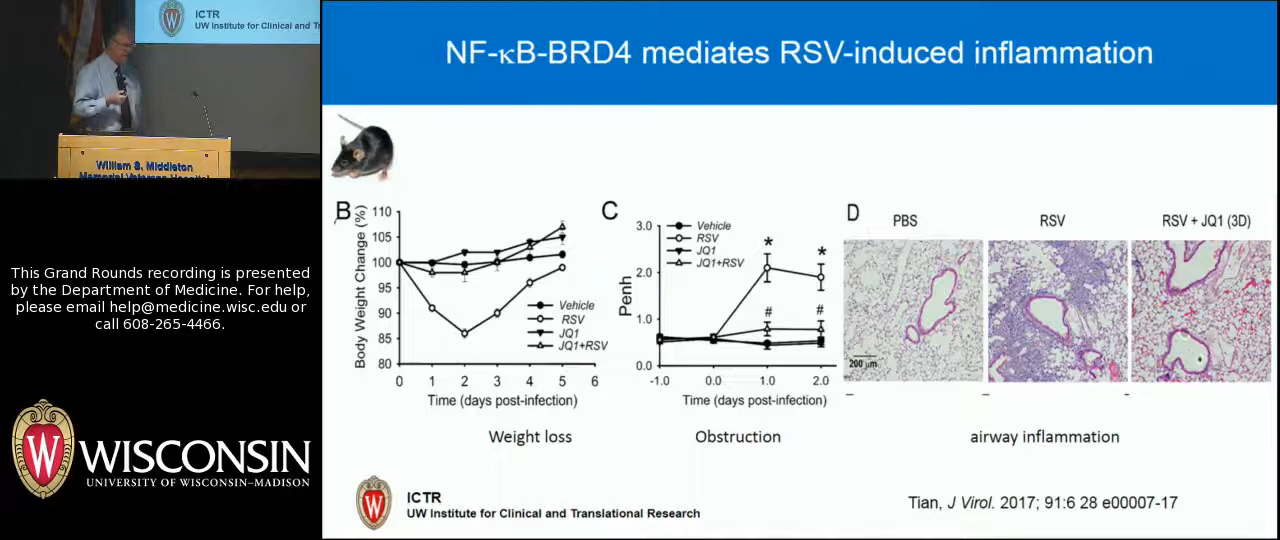 ICTR
UW Institute for Clinical and Tr
William S. Middleton
Memorial Veterans Hospital
This Grand Rounds recording is presented
by the Department of Medicine. For help,
please email help@medicine.wisc.edu or
call 608-265-4466.
W
WISCONSIN
UNIVERSITY OF WISCONSIN–MADISON
NF-κB-BRD4 mediates RSV-induced inflammation
B
Body Weight Change (%)
110
105
100
95
90
85
80
0 1 2 3 4 5 6
Time (days post-infection)
Vehicle
RSV
JQ1
JQ1+RSV
Weight loss
C
Penh
3.0
2.0
1.0
0.0
-1.0 0.0 1.0 2.0
Time (days post-infection)
Vehicle
RSV
JQ1
JQ1+RSV
* *
# #
Obstruction
D
PBS RSV RSV + JQ1 (3D)
200 μm
airway inflammation
W
ICTR
UW Institute for Clinical and Translational Research
Tian, J Virol. 2017; 91:6 28 e00007-17